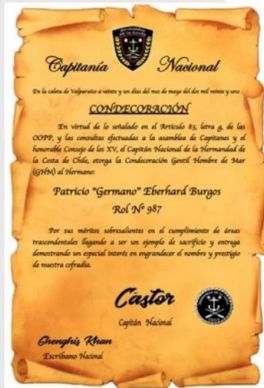 Capitanía Nacional
En la caleta de Valparaíso a veinte y un días del mes de mayo del dos mil veinte y uno
CONDECORACIÓN
En virtud de lo señalado en el Artículo 83, letra g, de las
OOPP, y las consultas efectuadas a la asamblea de Capitanes y el
honorable Consejo de los XV, el Capitán Nacional de la Hermandad de
la Costa de Chile, otorga la Condecoración Gentil Hombre de Mar
(GHM) al Hermano:
Patricio "Germano" Eberhard Burgos
Rol Nº 987
Por sus méritos sobresalientes en el cumplimiento de áreas
trascendentales llegando a ser un ejemplo de sacrificio y entrega
demostrando un especial interés en engrandecer el nombre y prestigio
de nuestra cofradía.
Castor
Capitán Nacional
Ghenghis Khan
Escribano Nacional